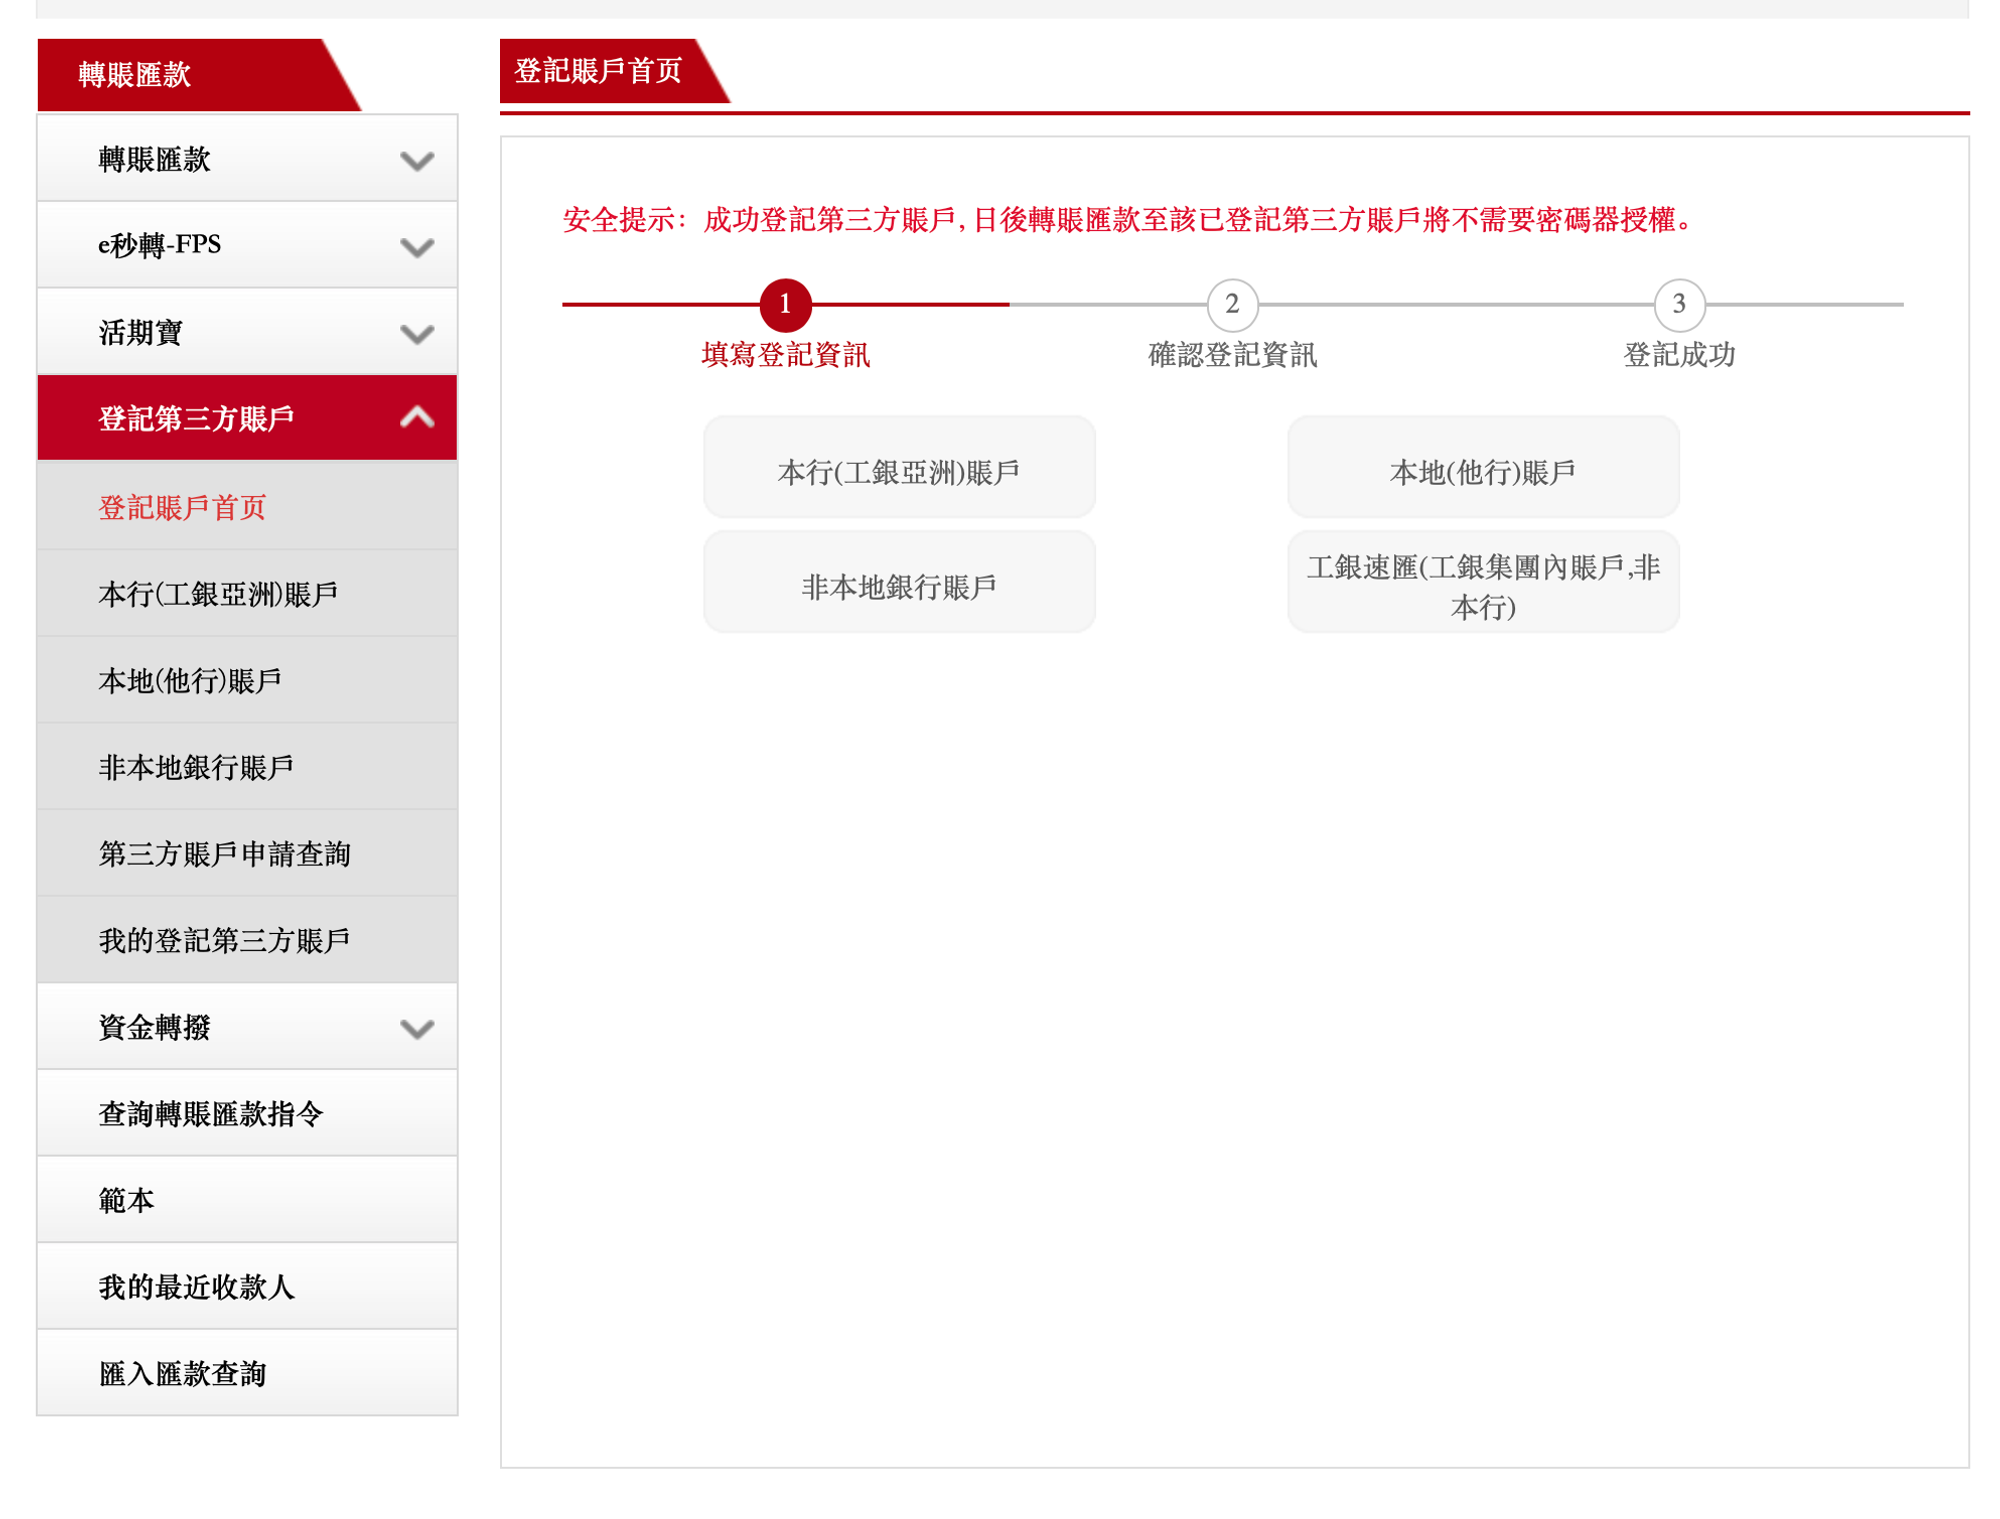 轉賬匯款
轉賬匯款
e秒轉-FPS
活期寶
登記第三方賬戶
登記賬戶首页
本行(工銀亞洲)賬戶
本地(他行)賬戶
非本地銀行賬戶
第三方賬戶申請查詢
我的登記第三方賬戶
資金轉撥
查詢轉賬匯款指令
範本
我的最近收款人
匯入匯款查詢
登記賬戶首页
安全提示：成功登記第三方賬戶,日後轉賬匯款至該已登記第三方賬戶將不需要密碼器授權。
1
2
3
填寫登記資訊
確認登記資訊
登記成功
本行(工銀亞洲)賬戶
本地(他行)賬戶
非本地銀行賬戶
工銀速匯(工銀集團內賬戶,非
本行)